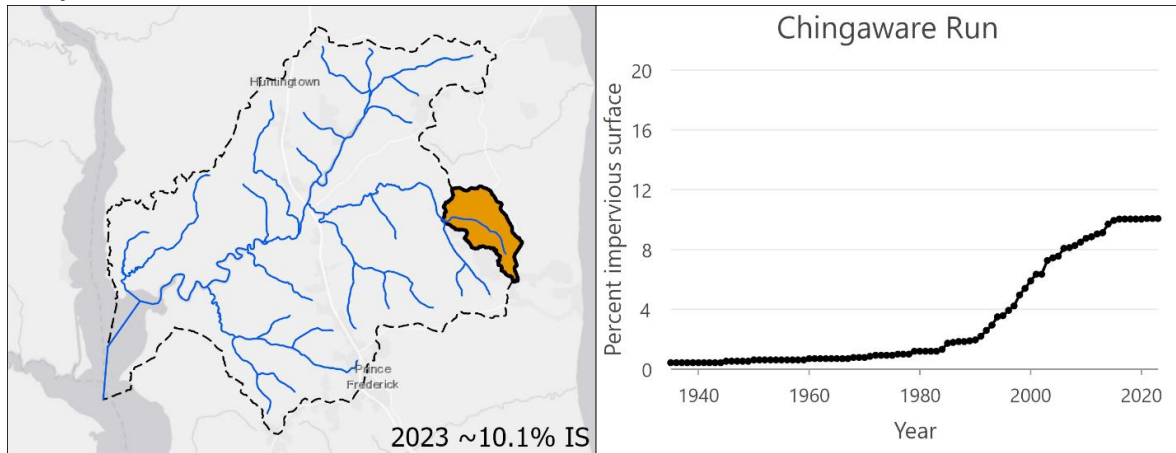 Huntingtown
Prince
Frederick
2023 ~10.1% IS
Chingaware Run
Percent impervious surface
20
16
12
8
4
0
1940
1960
1980
2000
2020
Year